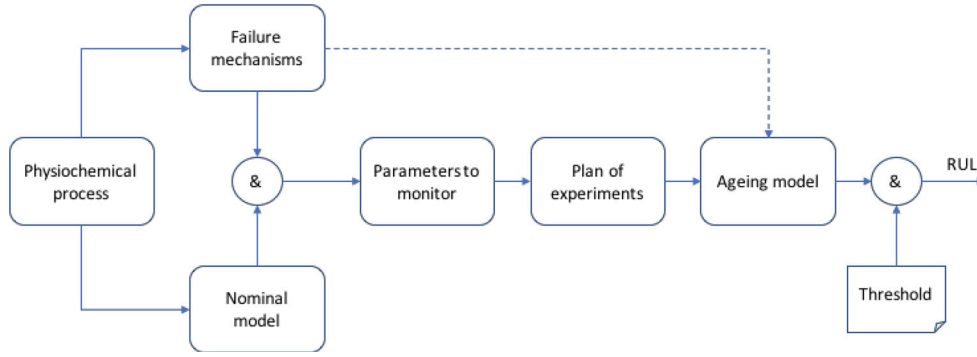 Failure
mechanisms
Physiochemical
process
&
Parameters to
monitor
Plan of
experiments
Ageing model
&
RUL
Nominal
model
Threshold